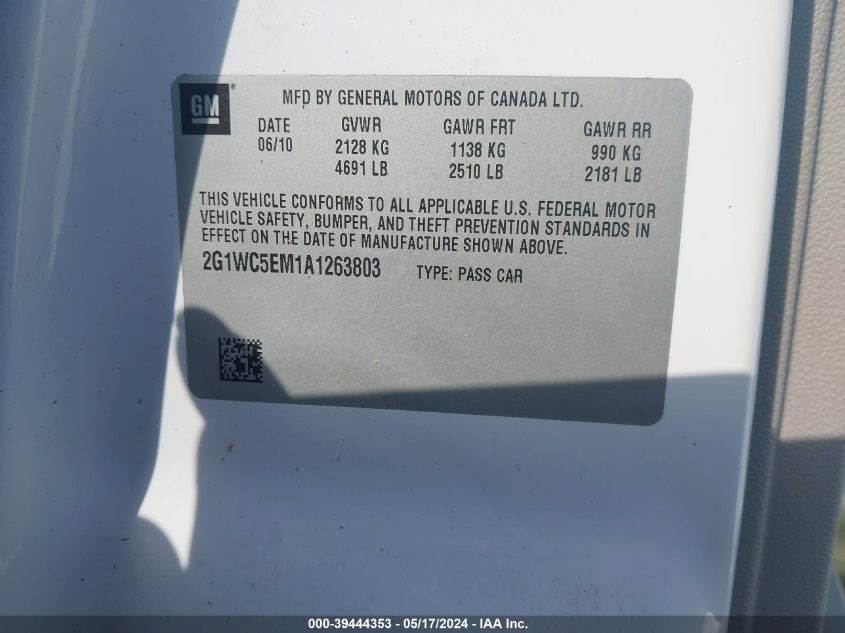 GM ®
MFD BY GENERAL MOTORS OF CANADA LTD.
DATE GVWR GAWR FRT GAWR RR
06/10 2128 KG 1138 KG 990 KG
4691 LB 2510 LB 2181 LB
THIS VEHICLE CONFORMS TO ALL APPLICABLE U.S. FEDERAL MOTOR
VEHICLE SAFETY, BUMPER, AND THEFT PREVENTION STANDARDS IN
EFFECT ON THE DATE OF MANUFACTURE SHOWN ABOVE.
2G1WC5EM1A1263803 TYPE: PASS CAR
000-39444353 - 05/17/2024 - IAA Inc.